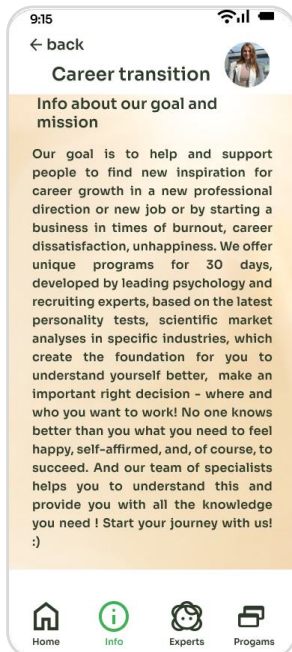 9:15
← back
Career transition
Info about our goal and
mission
Our goal is to help and support
people to find new inspiration for
career growth in a new professional
direction or new job or by starting a
business in times of burnout, career
dissatisfaction, unhappiness. We offer
unique programs for 30 days,
developed by leading psychology and
recruiting experts, based on the latest
personality tests, scientific market
analyses in specific industries, which
create the foundation for you to
understand yourself better, make an
important right decision - where and
who you want to work! No one knows
better than you what you need to feel
happy, self-affirmed, and, of course, to
succeed. And our team of specialists
helps you to understand this and
provide you with all the knowledge
you need ! Start your journey with us!
:)
Home Info Experts Progams